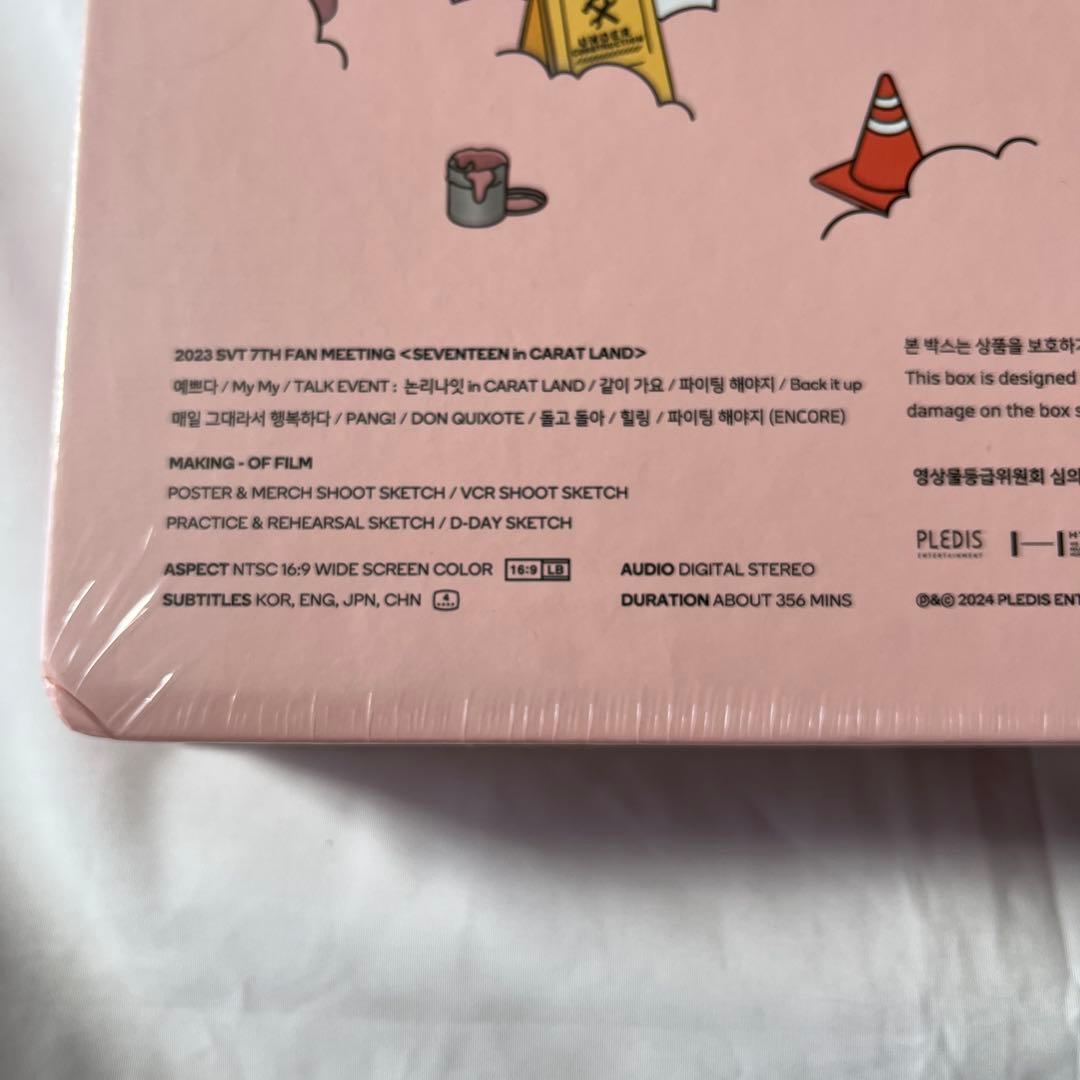 UNDER
CONSTRUCTION
2023 SVT 7TH FAN MEETING <SEVENTEEN in CARAT LAND>
예쁘다 / My My / TALK EVENT : 논리나잇 in CARAT LAND / 같이 가요 / 파이팅 해야지 / Back it up
매일 그대라서 행복하다 / PANG! / DON QUIXOTE / 돌고 돌아 / 힐링 / 파이팅 해야지 (ENCORE)
MAKING - OF FILM
POSTER & MERCH SHOOT SKETCH / VCR SHOOT SKETCH
PRACTICE & REHEARSAL SKETCH / D-DAY SKETCH
ASPECT NTSC 16:9 WIDE SCREEN COLOR 16:9 LB
SUBTITLES KOR, ENG, JPN, CHN 4
AUDIO DIGITAL STEREO
DURATION ABOUT 356 MINS
본 박스는 상품을 보호하
This box is designed
damage on the box s
영상물등급위원회 심의
PLEDIS
ENTERTAINMENT
℗&© 2024 PLEDIS ENT